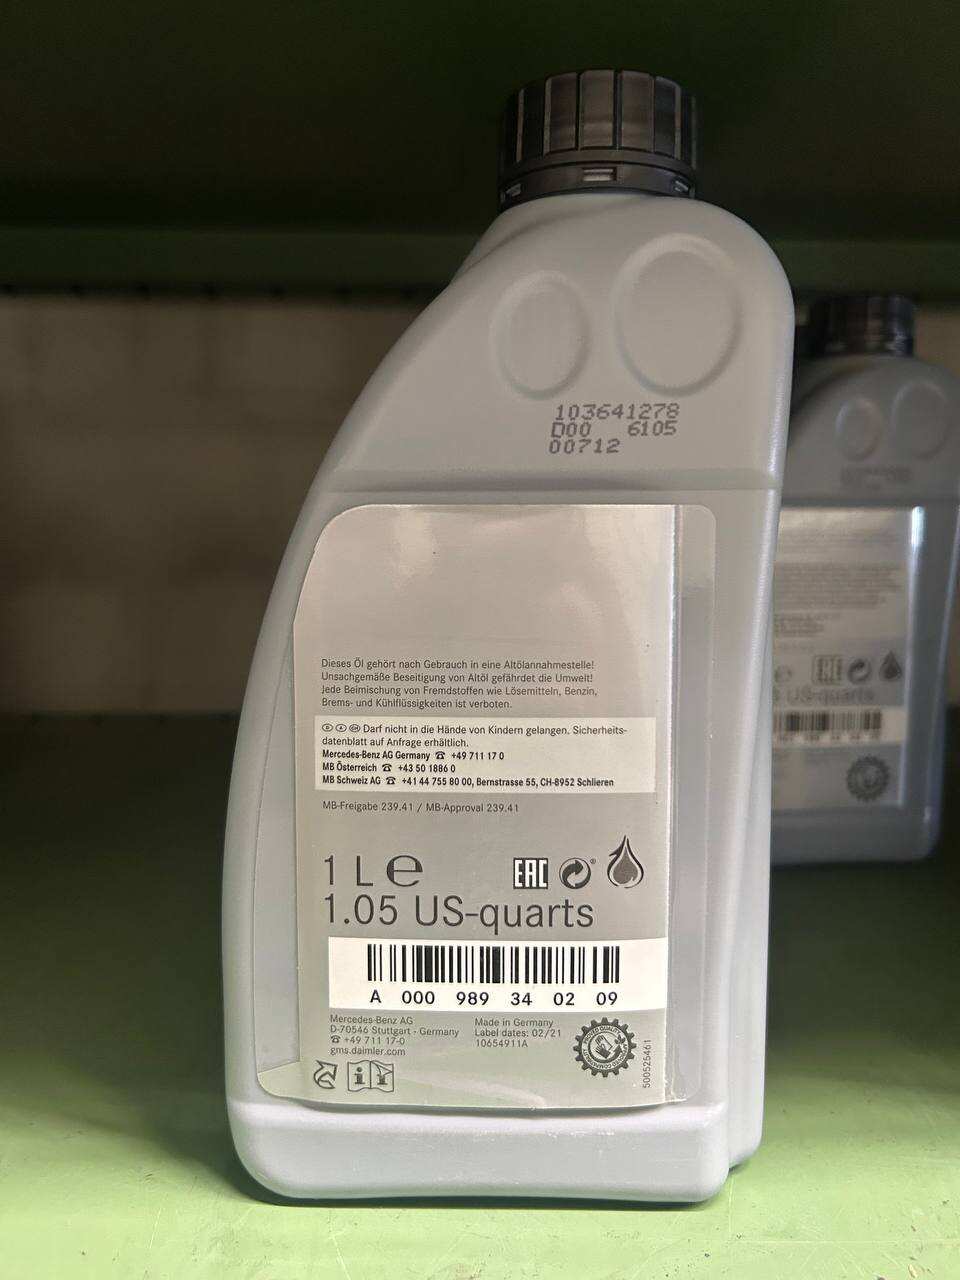 103641278
D00 6105
00712
Dieses Öl gehört nach Gebrauch in eine Altölannahmestelle!
Unsachgemäße Beseitigung von Altöl gefährdet die Umwelt!
Jede Beimischung von Fremdstoffen wie Lösemitteln, Benzin,
Brems- und Kühlflüssigkeiten ist verboten.
D A CH Darf nicht in die Hände von Kindern gelangen. Sicherheits-
datenblatt auf Anfrage erhältlich.
Mercedes-Benz AG Germany ☎ +49 711 17 0
MB Österreich ☎ +43 50 1886 0
MB Schweiz AG ☎ +41 44 755 80 00, Bernstrasse 55, CH-8952 Schlieren
MB-Freigabe 239.41 / MB-Approval 239.41
1 L e
EAC
1.05 US-quarts
A 000 989 34 02 09
Mercedes-Benz AG
D-70546 Stuttgart - Germany
☎ +49 711 17-0
gms.daimler.com
Made in Germany
Label dates: 02/21
10654911A
500525461
EAC
US-quarts